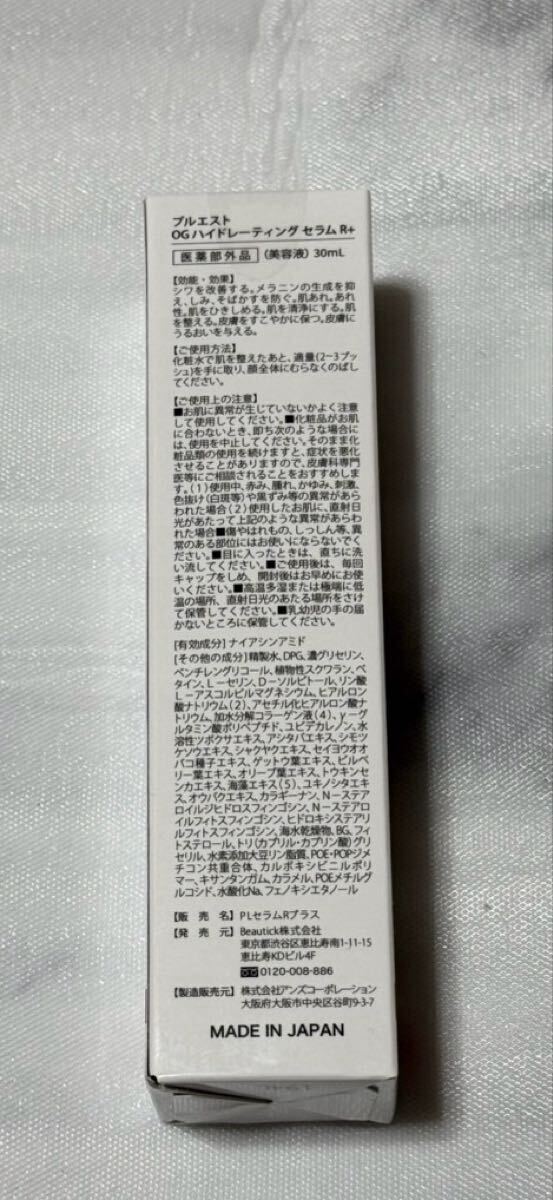 プルエスト
OGハイドレーティング セラム R+
医薬部外品 (美容液) 30mL
【効能・効果】
シワを改善する。メラニンの生成を抑
え、しみ、そばかすを防ぐ。肌あれ。あれ
性。肌をひきしめる。肌を清浄にする。肌
を整える。皮膚をすこやかに保つ。皮膚に
うるおいを与える。
【ご使用方法】
化粧水で肌を整えたあと、適量(2~3プッ
シュ)を手に取り、顔全体にむらなくのばし
てください。
【ご使用上の注意】
■お肌に異常が生じていないかよく注意
して使用してください。■化粧品がお肌
に合わないとき、即ち次のような場合に
は、使用を中止してください。そのまま化
粧品類の使用を続けますと、症状を悪化
させることがありますので、皮膚科専門
医等にご相談されることをおすすめしま
す。(1)使用中、赤み、腫れ、かゆみ、刺激、
色抜け(白斑等)や黒ずみ等の異常があら
われた場合(2)使用したお肌に、直射日
光があたって上記のような異常があらわ
れた場合■傷やはれもの、しっしん等、異
常のある部位にはお使いにならないでく
ださい。■目に入ったときは、直ちに洗
い流してください。■ご使用後は、毎回
キャップをしめ、開封後はお早めにお使
いください。■高温多湿または極端に低
温の場所、直射日光のあたる場所をさけ
て保管してください。■乳幼児の手の届
かないところに保管してください。
[有効成分]ナイアシンアミド
[その他の成分]精製水、DPG、濃グリセリン、
ペンチレングリコール、植物性スクワラン、ベ
タイン、L-セリン、D-ソルビトール、リン酸
L-アスコルビルマグネシウム、ヒアルロン
酸ナトリウム(2)、アセチル化ヒアルロン酸ナ
トリウム、加水分解コラーゲン液(4)、γ-グ
ルタミン酸ポリペプチド、ユビデカレノン、水
溶性ツボクサエキス、アシタバエキス、シモツ
ケソウエキス、シャクヤクエキス、セイヨウオオ
バコ種子エキス、ゲットウ葉エキス、ビルベ
リー葉エキス、オリーブ葉エキス、トウキンセ
ンカエキス、海藻エキス(5)、ユキノシタエキ
ス、オウバクエキス、カラギーナン、N-ステア
ロイルジヒドロスフィンゴシン、N-ステアロ
イルフィトスフィンゴシン、ヒドロキシステアリ
ルフィトスフィンゴシン、海水乾燥物、BG、フィ
トステロール、トリ(カプリル・カプリン酸)グリ
セリル、水素添加大豆リン脂質、POE・POPジメ
チコン共重合体、カルボキシビニルポリ
マー、キサンタンガム、カラメル、POEメチルグ
ルコシド、水酸化Na、フェノキシエタノール
【販 売 名】 PLセラムRプラス
【発 売 元】 Beautick株式会社
東京都渋谷区恵比寿南1-11-15
恵比寿KDビル4F
0120-008-886
【製造販売元】 株式会社アンズコーポレーション
大阪府大阪市中央区谷町9-3-7
MADE IN JAPAN